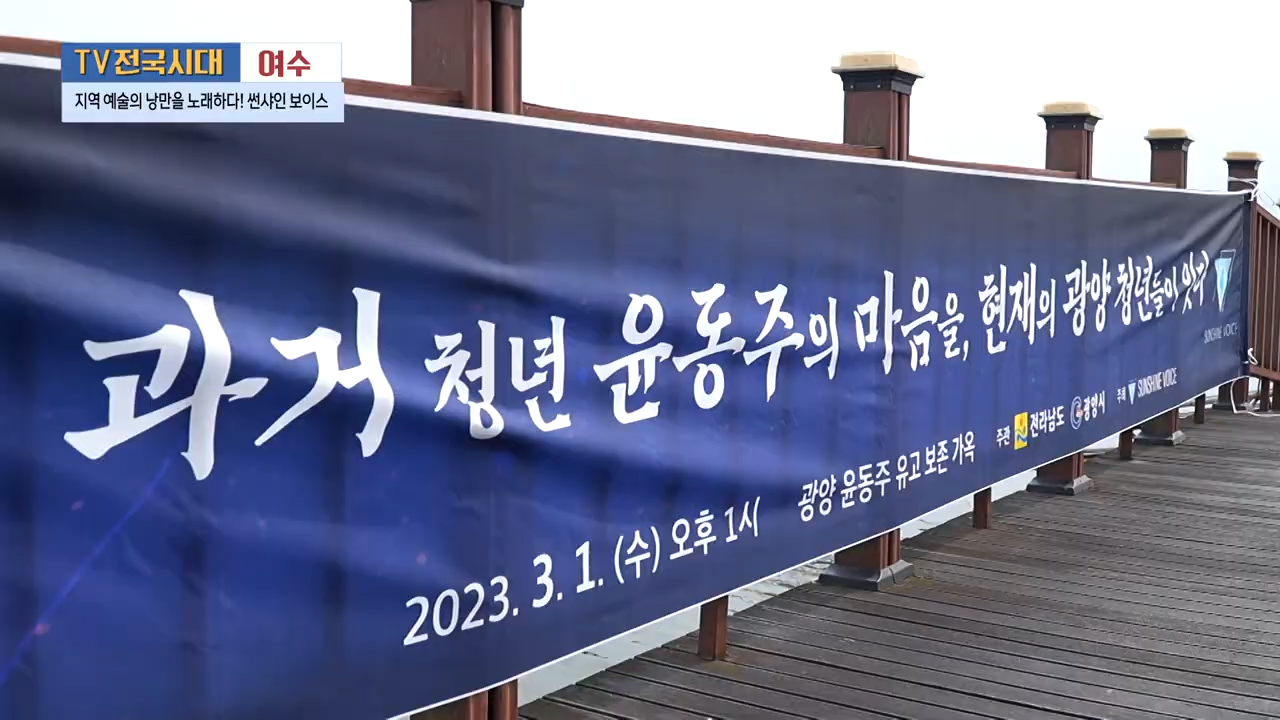 TV전국시대 여수
지역 예술의 낭만을 노래하다! 썬샤인 보이스
과거 청년 윤동주의 마음을, 현재의 광양 청년들이 잇다
SUNSHINE VOICE
주관 전라남도 광양시 주최 SUNSHINE VOICE
2023. 3. 1. (수) 오후 1시 광양 윤동주 유고 보존 가옥